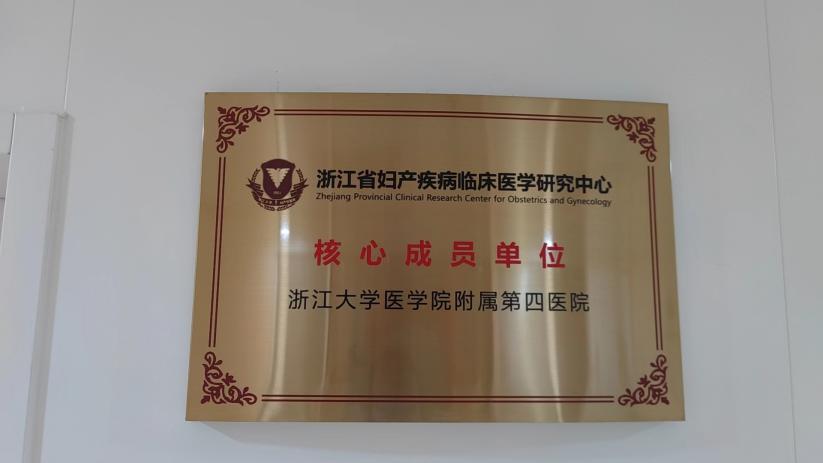 浙江省妇产疾病临床医学研究中心
Zhejiang Provincial Clinical Research Center for Obstetrics and Gynecology
核心成员单位
浙江大学医学院附属第四医院